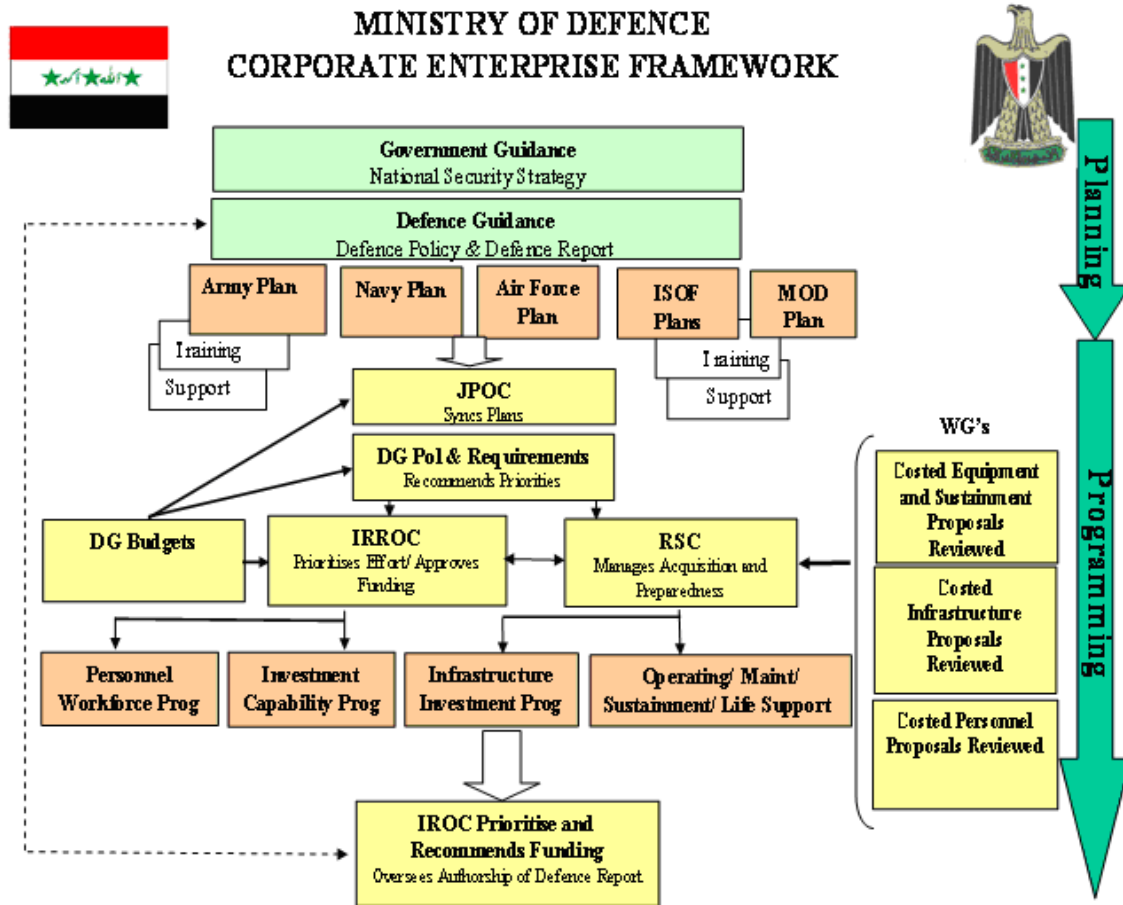 MINISTRY OF DEFENCE
CORPORATE ENTERPRISE FRAMEWORK
الله اكبر
Government Guidance
National Security Strategy
Defence Guidance
Defence Policy & Defence Report
Army Plan
Navy Plan
Air Force
Plan
ISOF
Plans
MOD
Plan
Training
Support
Training
Support
Planning
JPOC
Syncs Plans
DG Pol & Requirements
Recommends Priorities
DG Budgets
IRROC
Prioritises Effort/ Approves
Funding
RSC
Manages Acquisition and
Preparedness
WG's
Costed Equipment
and Sustainment
Proposals
Reviewed
Costed
Infrastructure
Proposals
Reviewed
Costed Personnel
Proposals Reviewed
Programming
Personnel
Workforce Prog
Investment
Capability Prog
Infrastructure
Investment Prog
Operating/ Maint/
Sustainment/ Life Support
IROC Prioritise and
Recommends Funding
Oversees Authorship of Defence Report